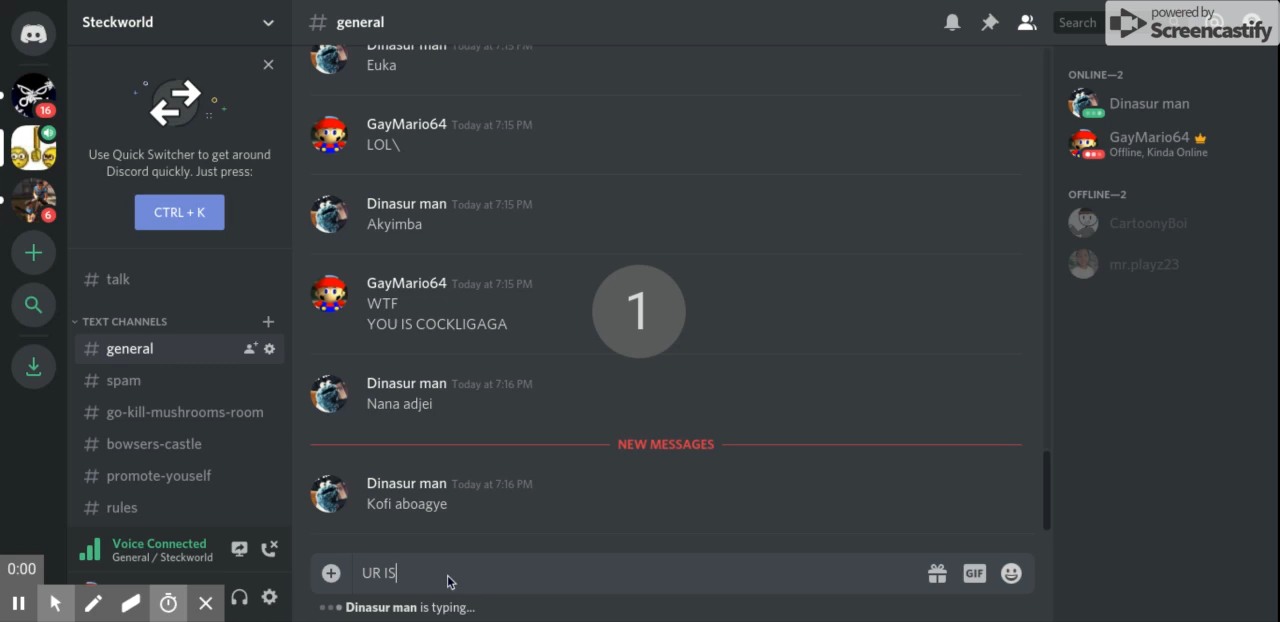 Steckworld
general
Search
powered by
Screencastify
16
6
Use Quick Switcher to get around
Discord quickly. Just press:
CTRL + K
talk
TEXT CHANNELS
general
spam
go-kill-mushrooms-room
bowsers-castle
promote-youself
rules
Voice Connected
General / Steckworld
0:00
Dinasur man Today at 7:15 PM
Euka
GayMario64 Today at 7:15 PM
LOL\
Dinasur man Today at 7:15 PM
Akyimba
GayMario64 Today at 7:15 PM
WTF
YOU IS COCKLIGAGA
1
Dinasur man Today at 7:16 PM
Nana adjei
NEW MESSAGES
Dinasur man Today at 7:16 PM
Kofi aboagye
UR IS
GIF
Dinasur man is typing...
ONLINE—2
Dinasur man
GayMario64
Offline, Kinda Online
OFFLINE—2
CartoonyBoi
mr.playz23